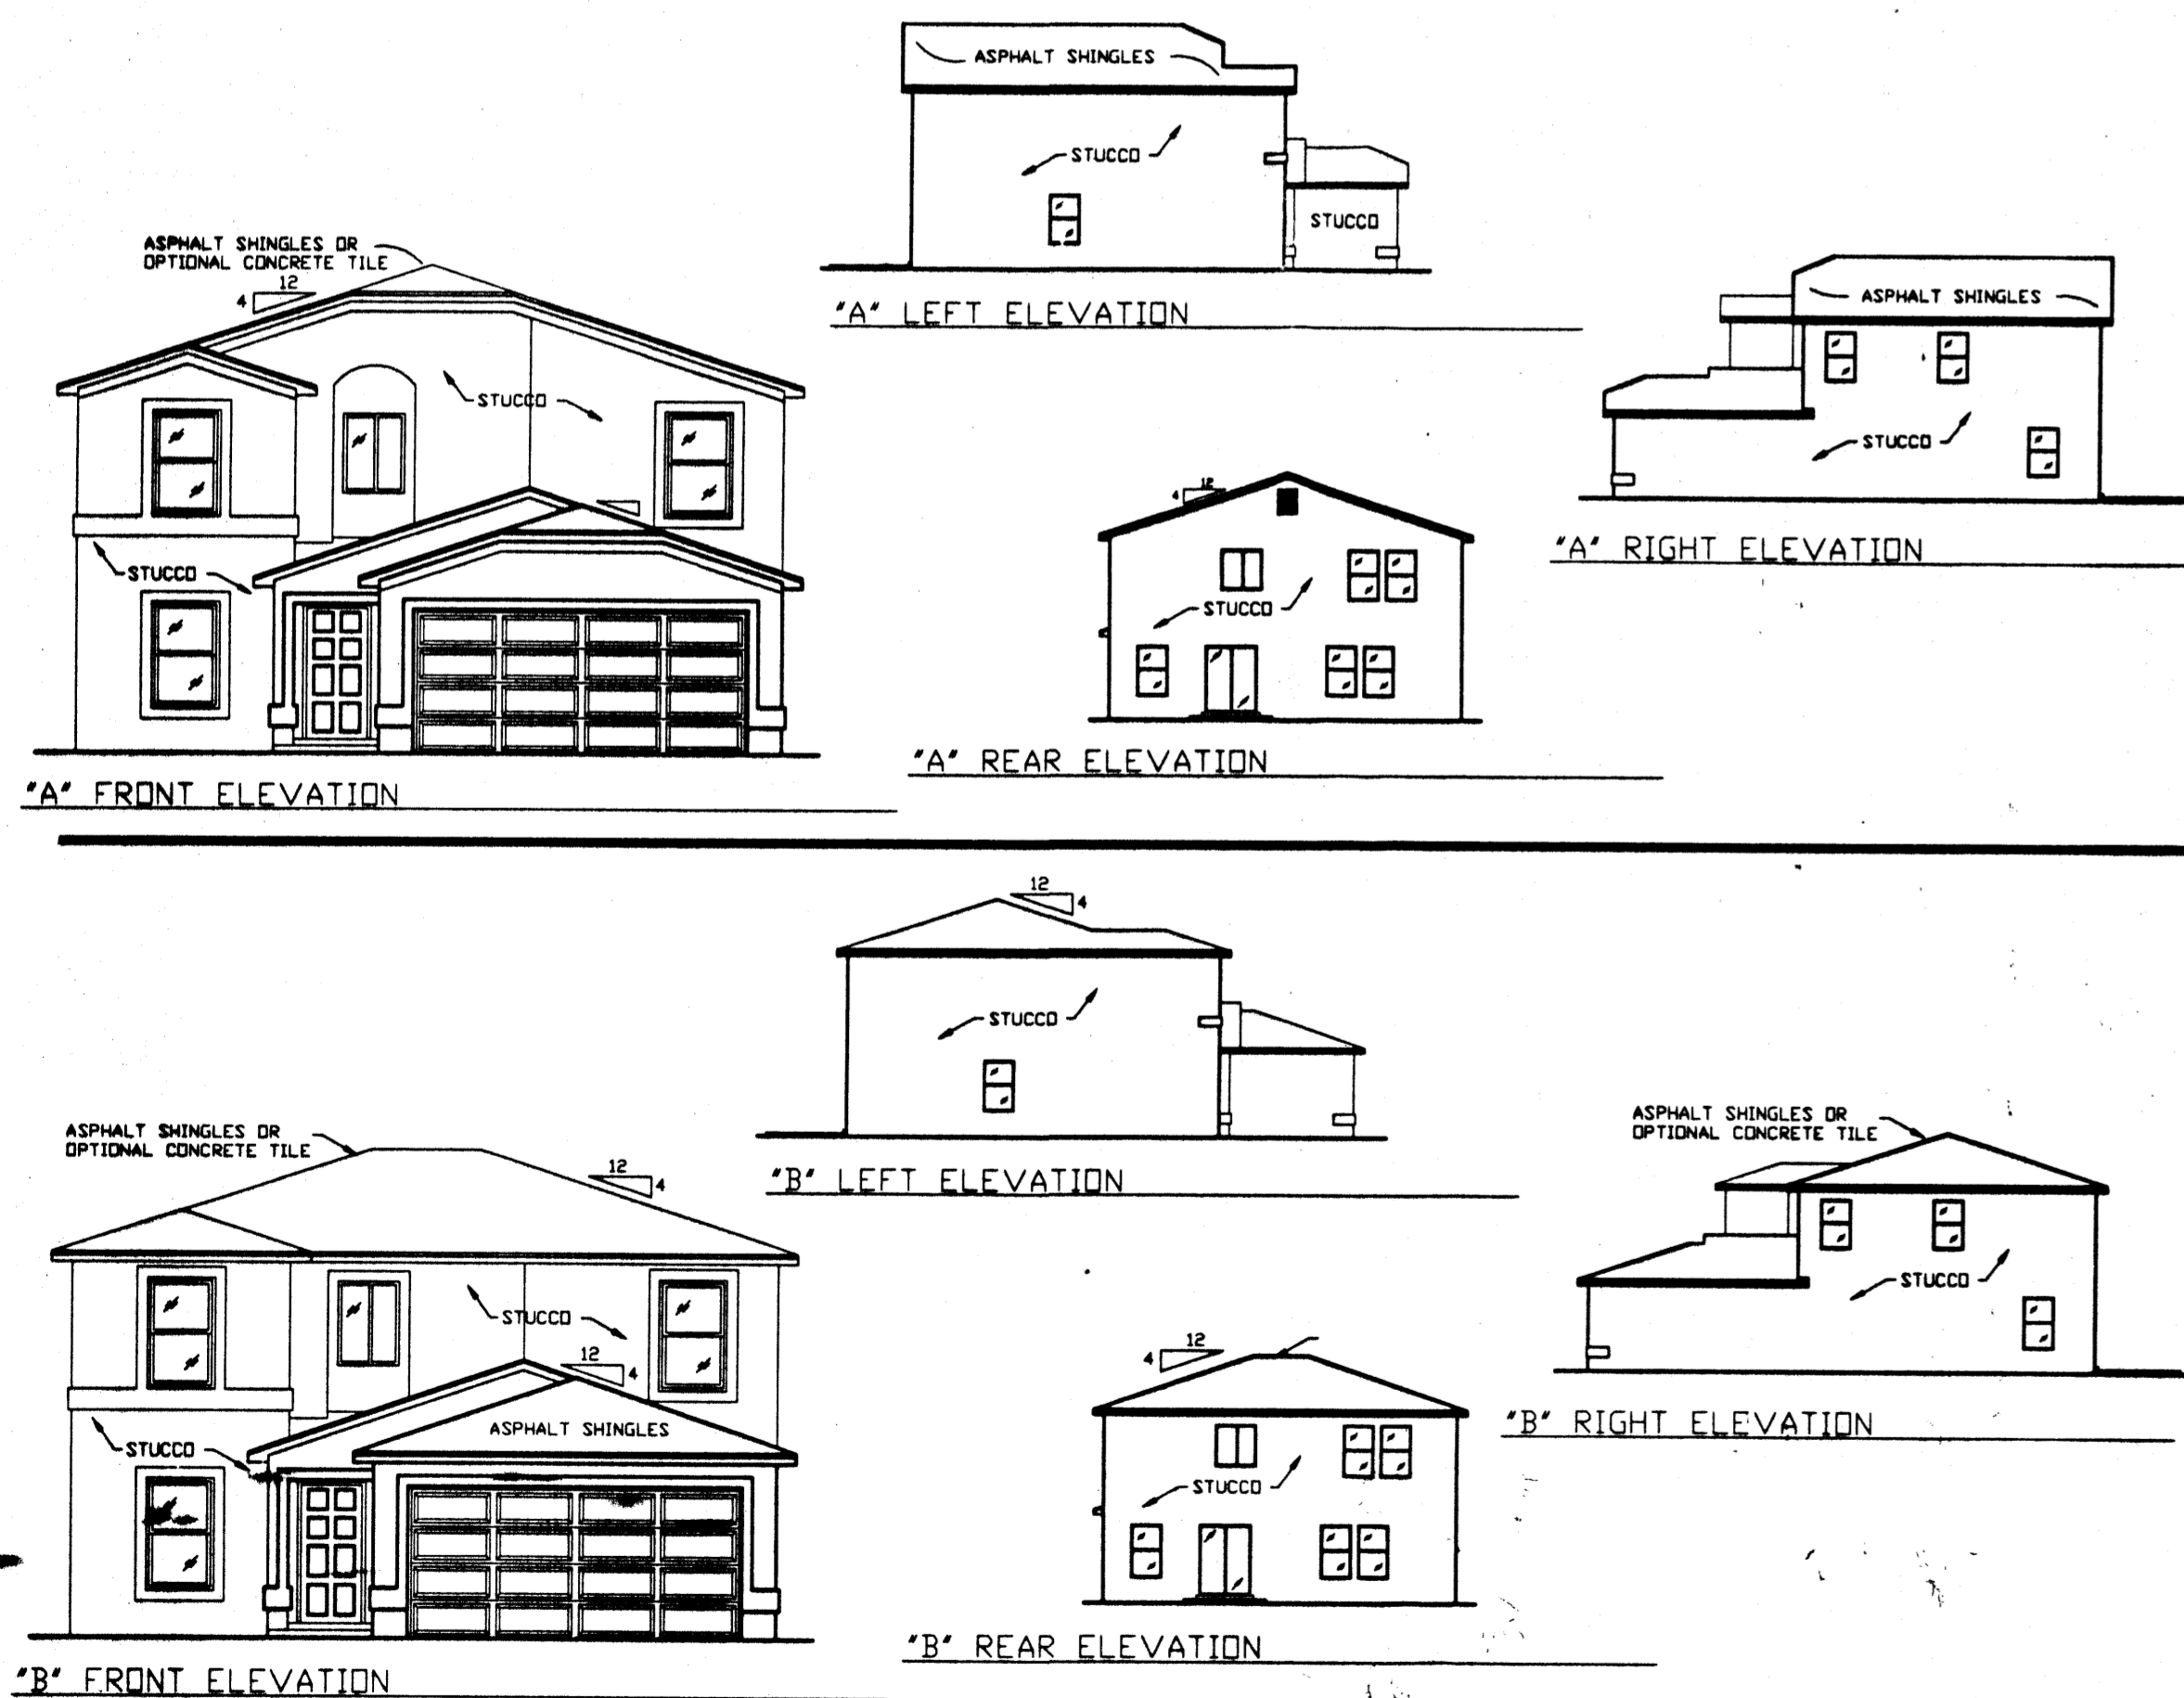 ASPHALT SHINGLES
STUCCO
STUCCO
"A" LEFT ELEVATION
ASPHALT SHINGLES OR
OPTIONAL CONCRETE TILE
12
4
STUCCO
STUCCO
"A" FRONT ELEVATION
ASPHALT SHINGLES
STUCCO
"A" RIGHT ELEVATION
12
4
STUCCO
"A" REAR ELEVATION
12
4
STUCCO
"B" LEFT ELEVATION
ASPHALT SHINGLES OR
OPTIONAL CONCRETE TILE
12
4
STUCCO
12
4
ASPHALT SHINGLES
STUCCO
"B" FRONT ELEVATION
ASPHALT SHINGLES OR
OPTIONAL CONCRETE TILE
STUCCO
"B" RIGHT ELEVATION
12
4
STUCCO
"B" REAR ELEVATION